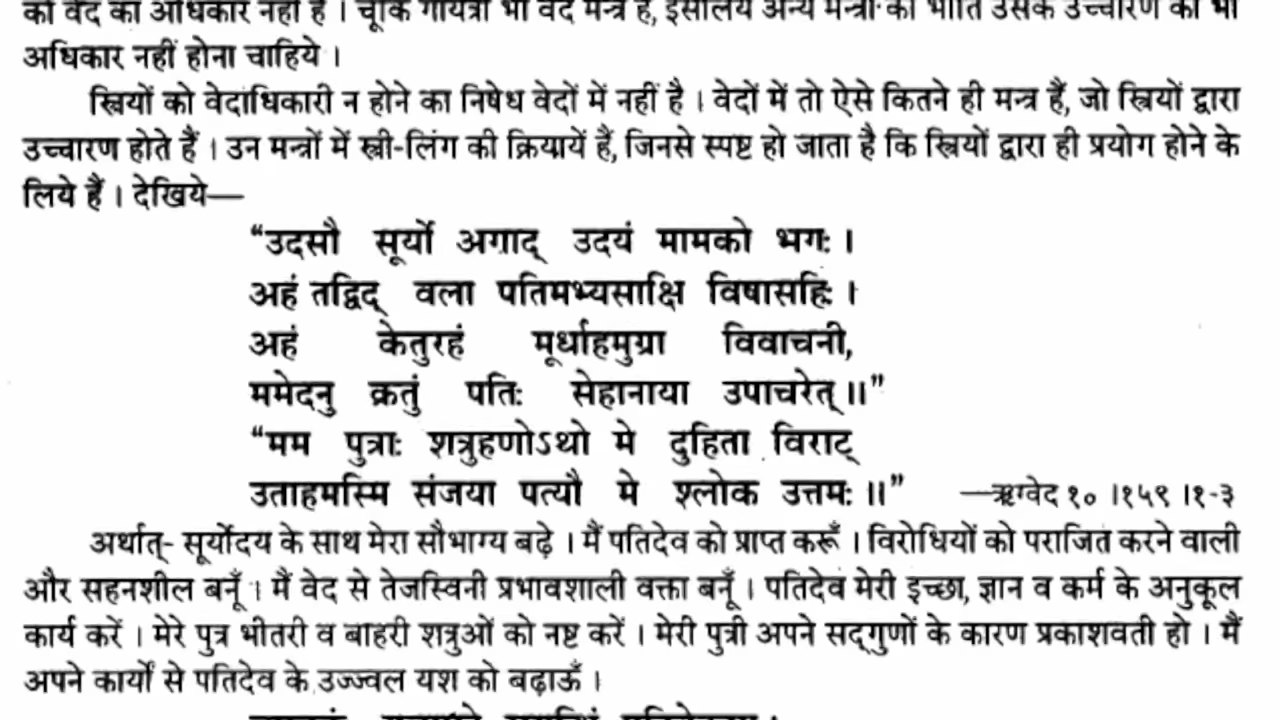 को वेद का अधिकार नहीं है । चूँकि गायत्री भी वेद मन्त्र है, इसलिये अन्य मन्त्रों की भाँति उसके उच्चारण का भी
अधिकार नहीं होना चाहिये ।
स्त्रियों को वेदाधिकारी न होने का निषेध वेदों में नहीं है । वेदों में तो ऐसे कितने ही मन्त्र हैं, जो स्त्रियों द्वारा
उच्चारण होते हैं । उन मन्त्रों में स्त्री-लिंग की क्रियायें हैं, जिनसे स्पष्ट हो जाता है कि स्त्रियों द्वारा ही प्रयोग होने के
लिये हैं । देखिये—
“उदसौ सूर्यो अगाद् उदयं मामको भगः ।
अहं तद्विद् वला पतिमभ्यसाक्षि विषासहिः ।
अहं केतुरहं मूर्धाहमुग्रा विवाचनी,
ममेदनु क्रतुं पतिः सेहानाया उपाचरेत् ॥”
“मम पुत्राः शत्रुहणोऽथो मे दुहिता विराट्
उताहमस्मि संजया पत्यौ मे श्लोक उत्तमः ॥” —ऋग्वेद १० ।१५९ ।१-३
अर्थात्- सूर्योदय के साथ मेरा सौभाग्य बढ़े । मैं पतिदेव को प्राप्त करूँ । विरोधियों को पराजित करने वाली
और सहनशील बनूँ । मैं वेद से तेजस्विनी प्रभावशाली वक्ता बनूँ । पतिदेव मेरी इच्छा, ज्ञान व कर्म के अनुकूल
कार्य करें । मेरे पुत्र भीतरी व बाहरी शत्रुओं को नष्ट करें । मेरी पुत्री अपने सद्‌गुणों के कारण प्रकाशवती हो । मैं
अपने कार्यों से पतिदेव के उज्ज्वल यश को बढ़ाऊँ ।